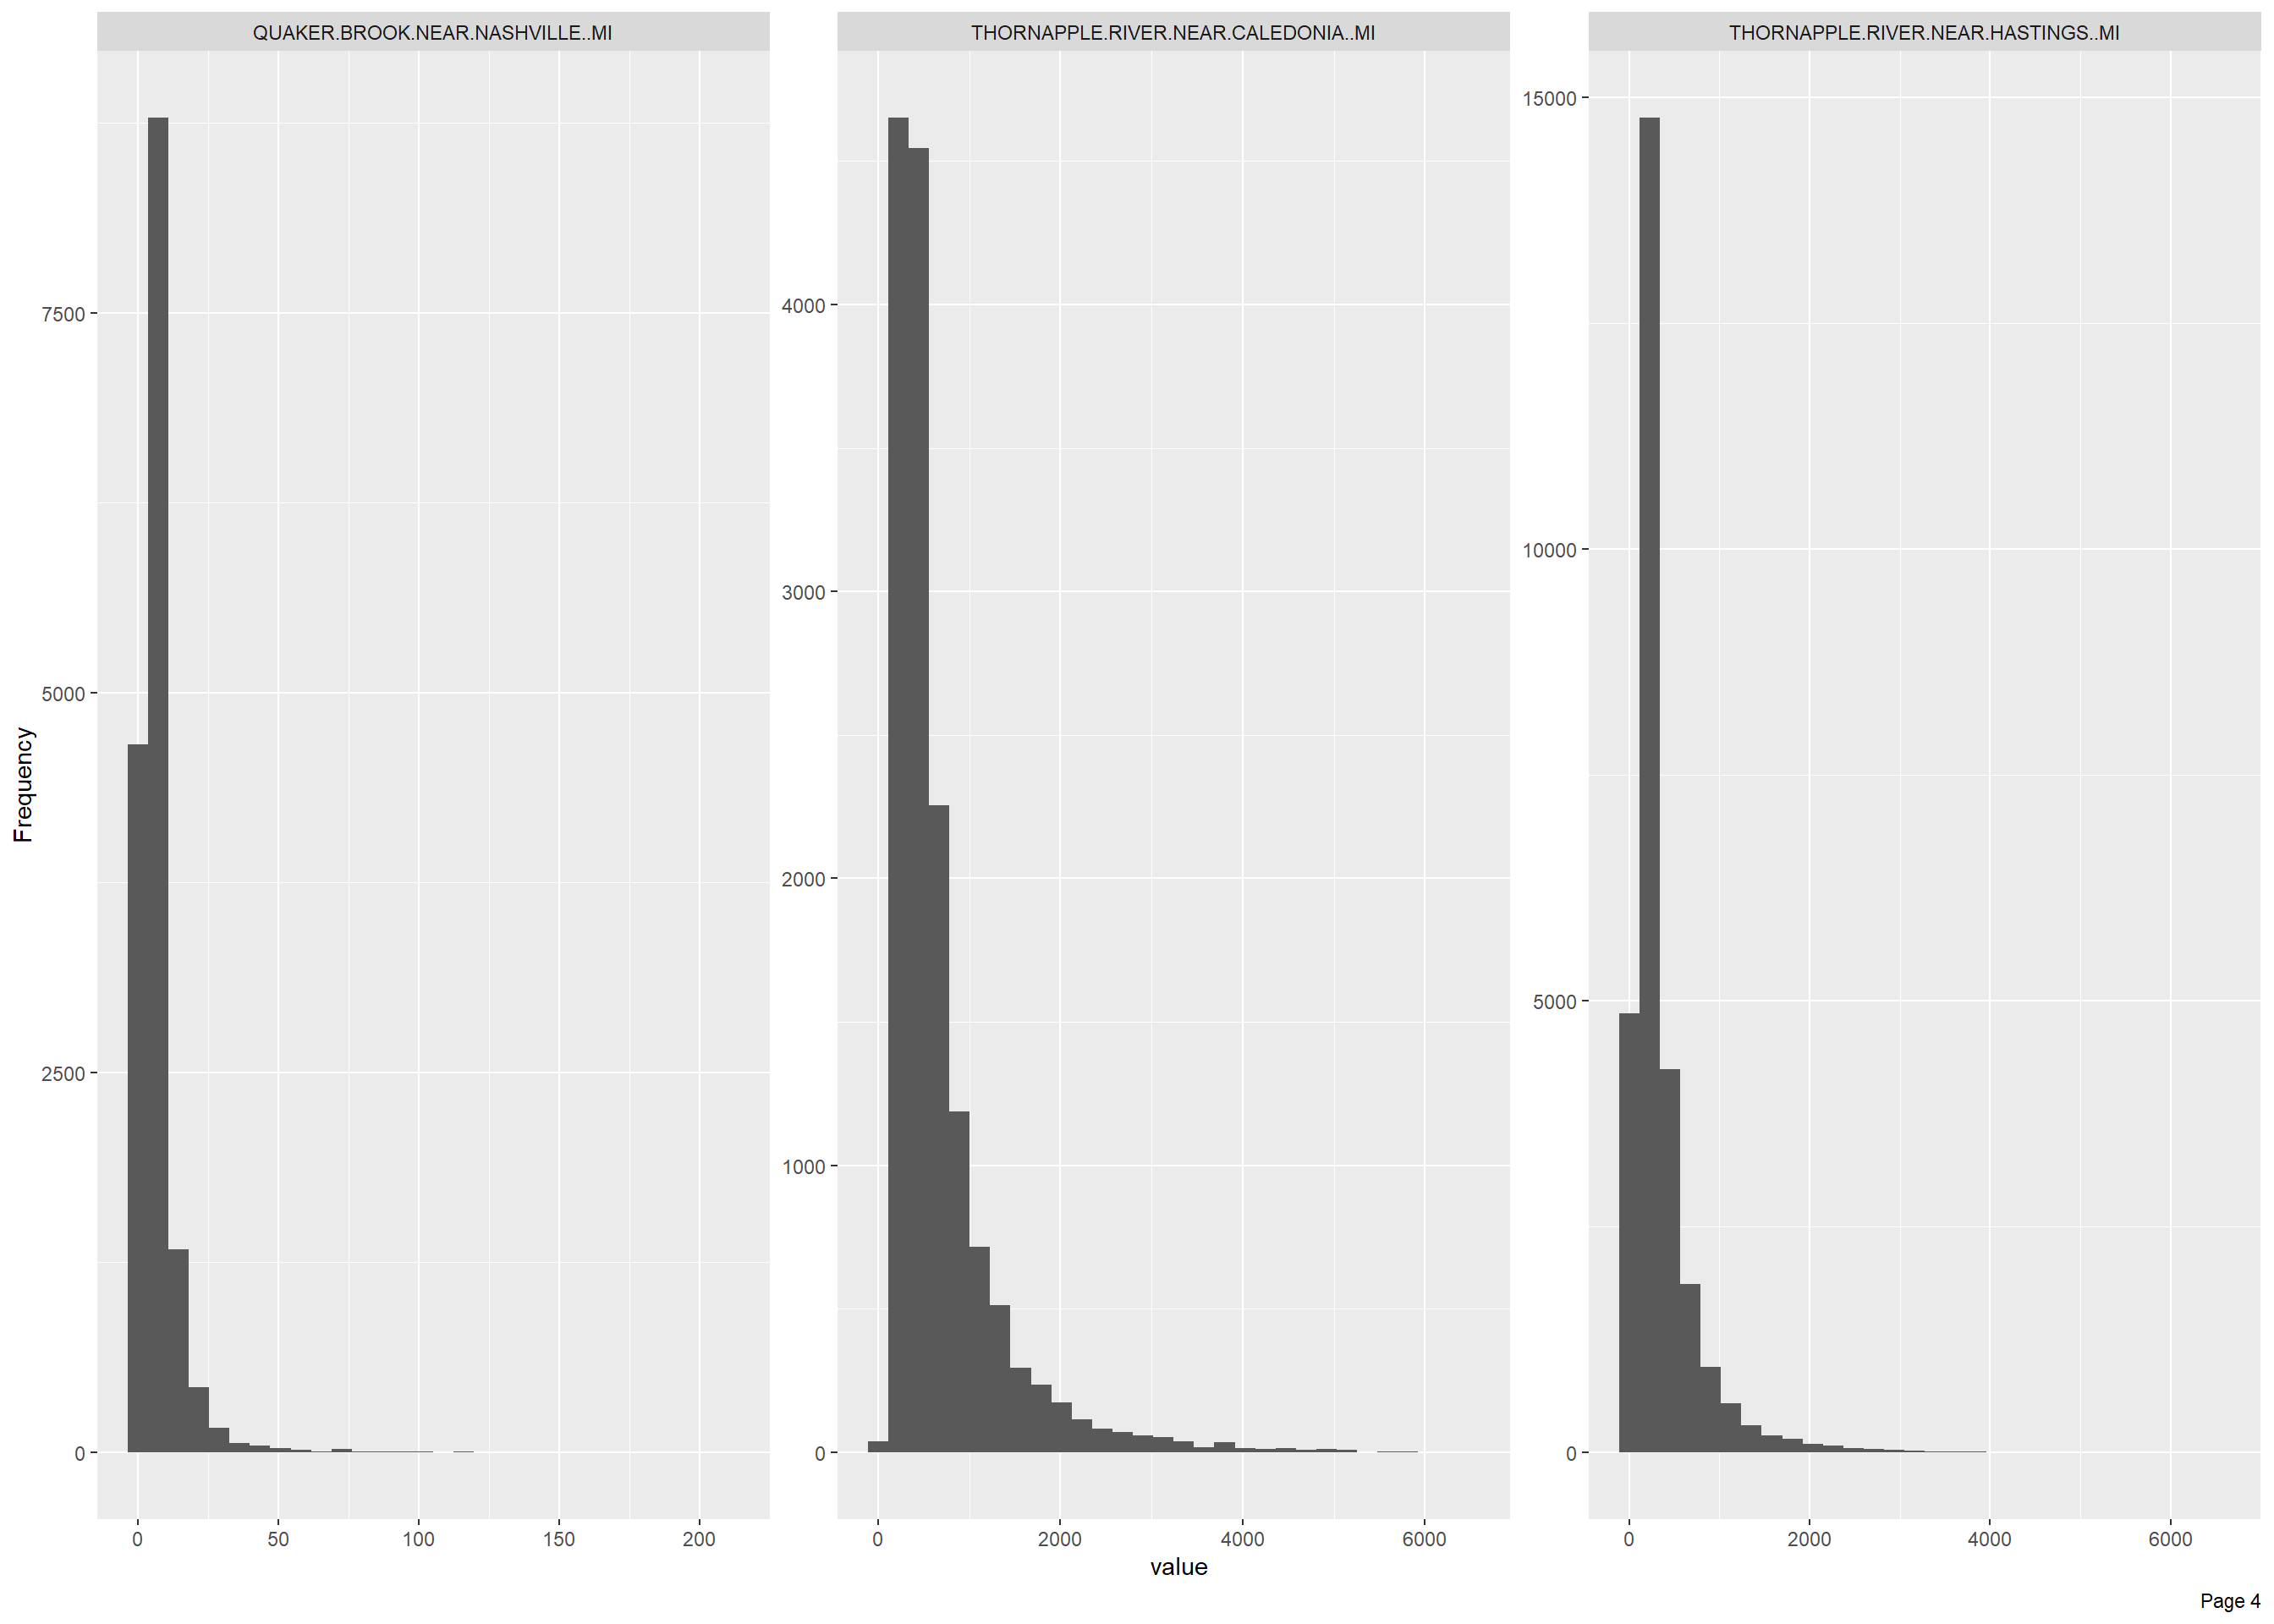 QUAKER.BROOK.NEAR.NASHVILLE..MI
THORNAPPLE.RIVER.NEAR.CALEDONIA..MI
THORNAPPLE.RIVER.NEAR.HASTINGS..MI
Frequency
7500
5000
2500
0
4000
3000
2000
1000
0
15000
10000
5000
0
0 50 100 150 200
0 2000 4000 6000
0 2000 4000 6000
value
Page 4